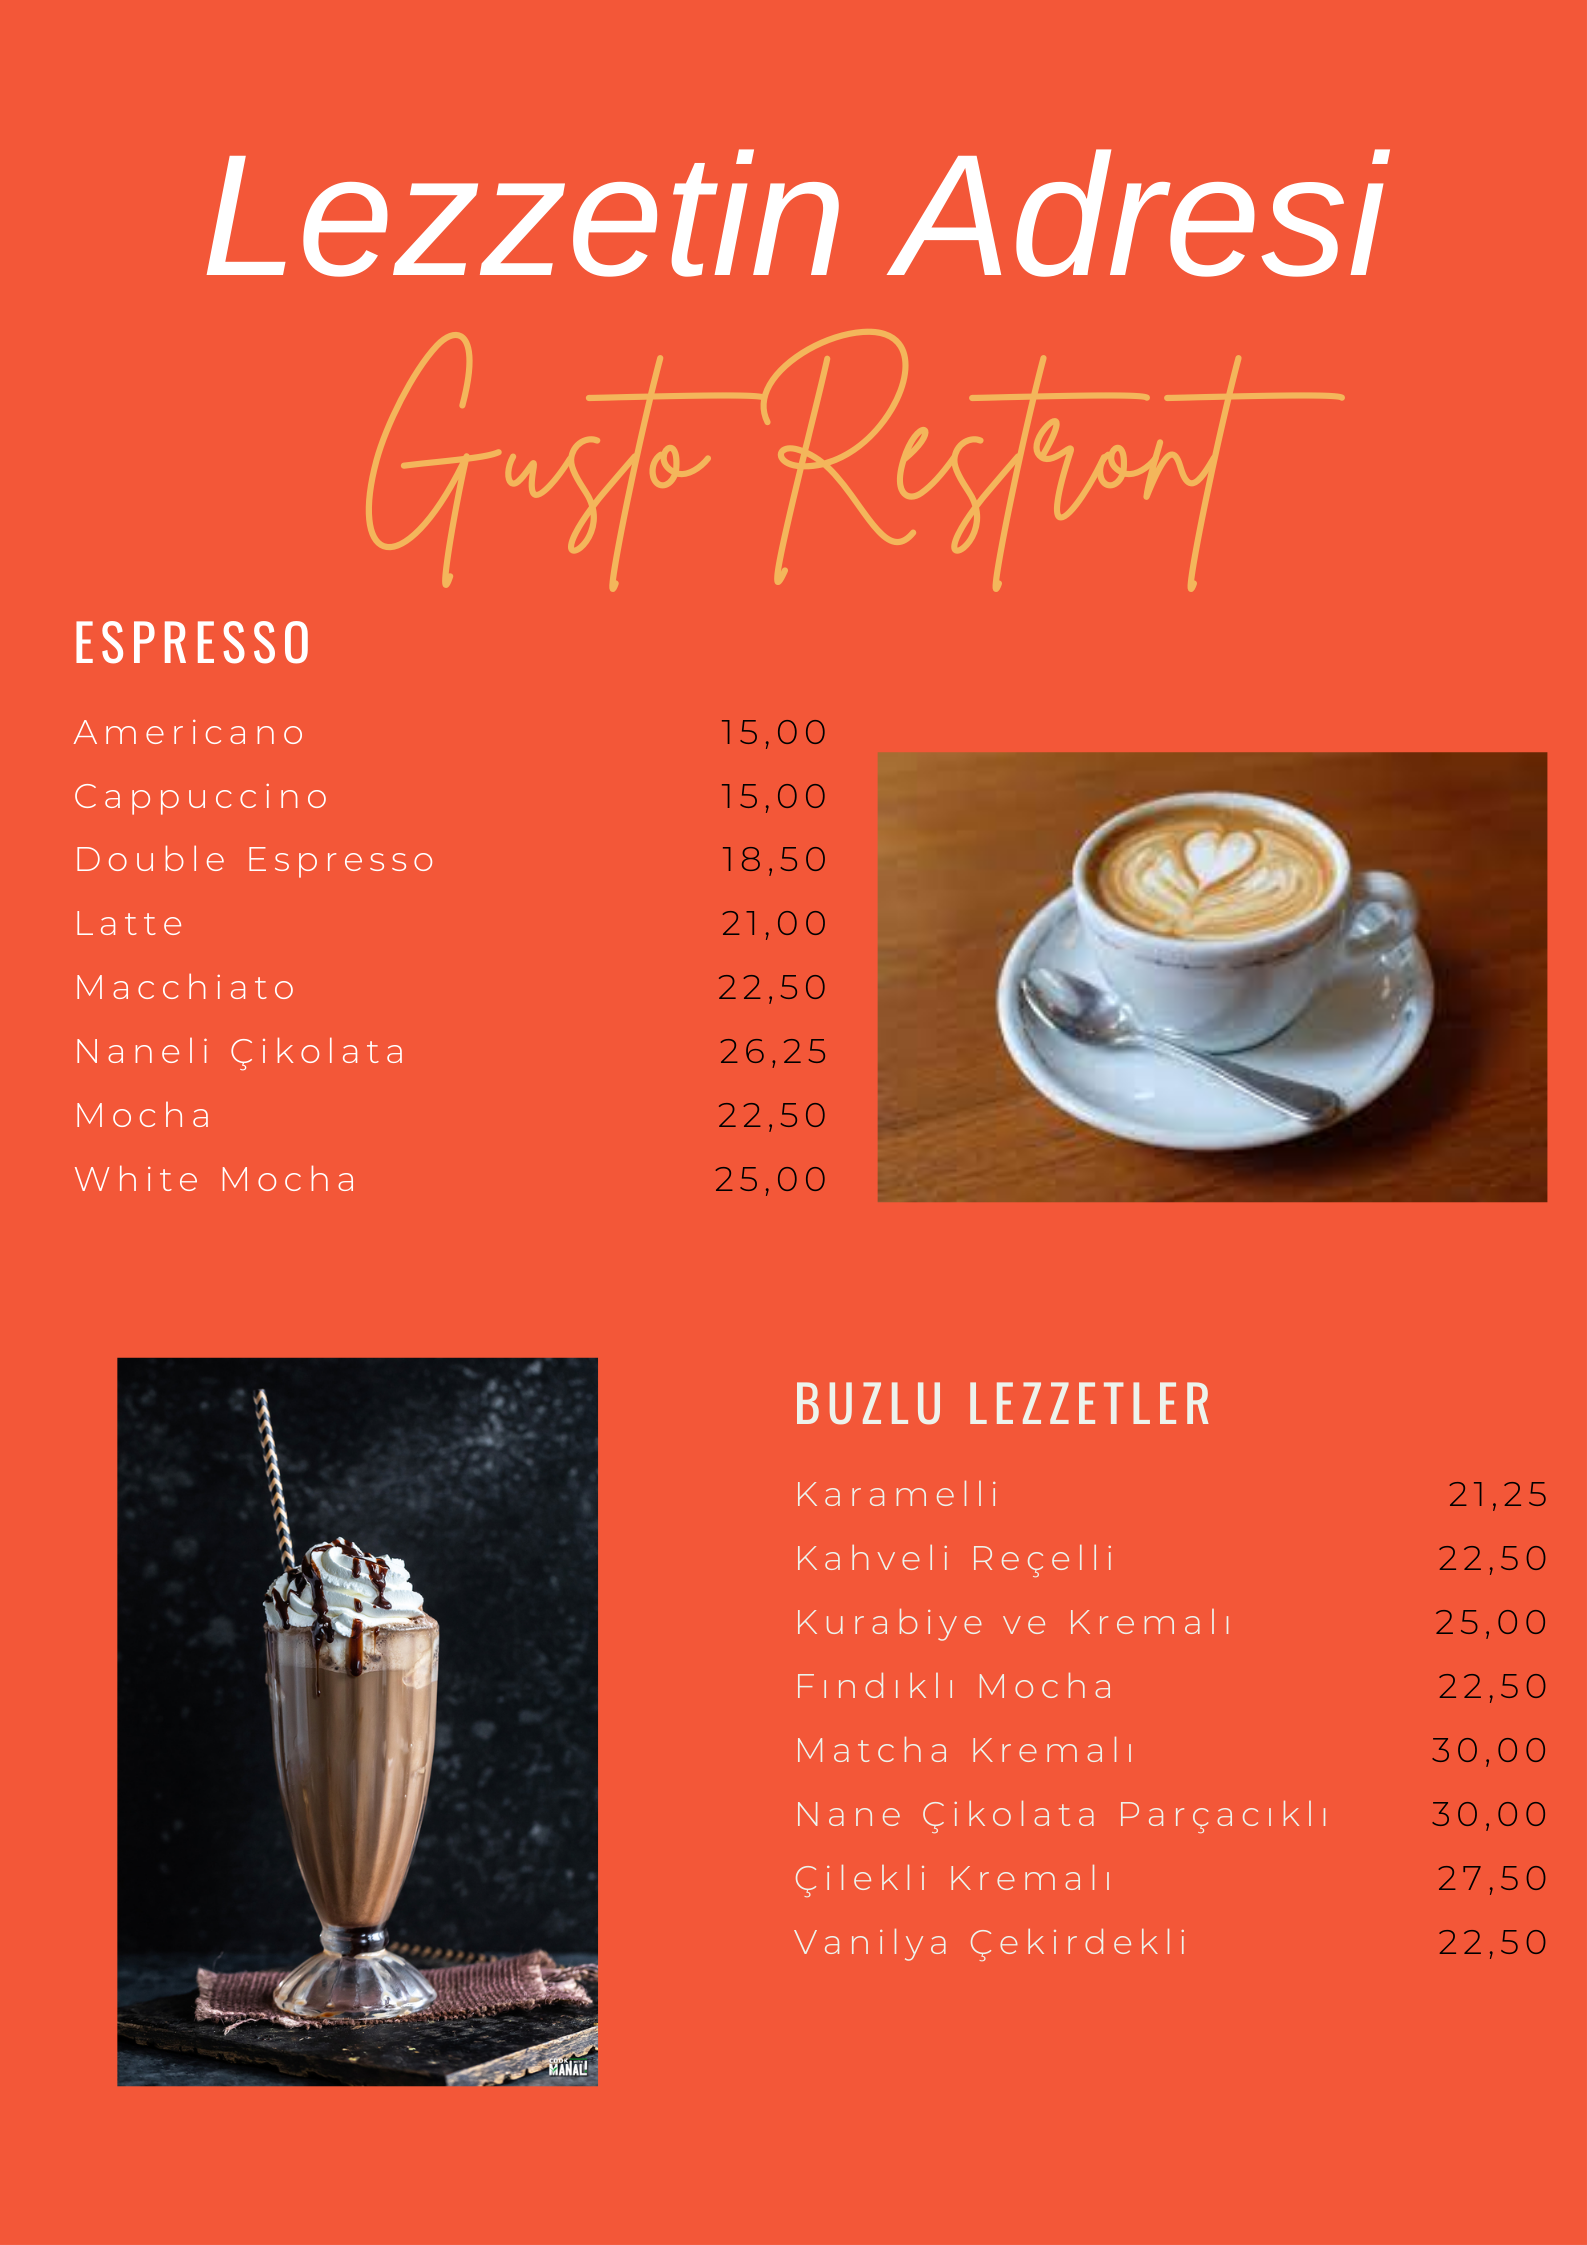 Lezzetin Adresi
Gusto Restront
ESPRESSO
Americano 15,00
Cappuccino 15,00
Double Espresso 18,50
Latte 21,00
Macchiato 22,50
Naneli Çikolata 26,25
Mocha 22,50
White Mocha 25,00
BUZLU LEZZETLER
Karamelli 21,25
Kahveli Reçelli 22,50
Kurabiye ve Kremalı 25,00
Fındıklı Mocha 22,50
Matcha Kremalı 30,00
Nane Çikolata Parçacıklı 30,00
Çilekli Kremalı 27,50
Vanilya Çekirdekli 22,50
MANALI